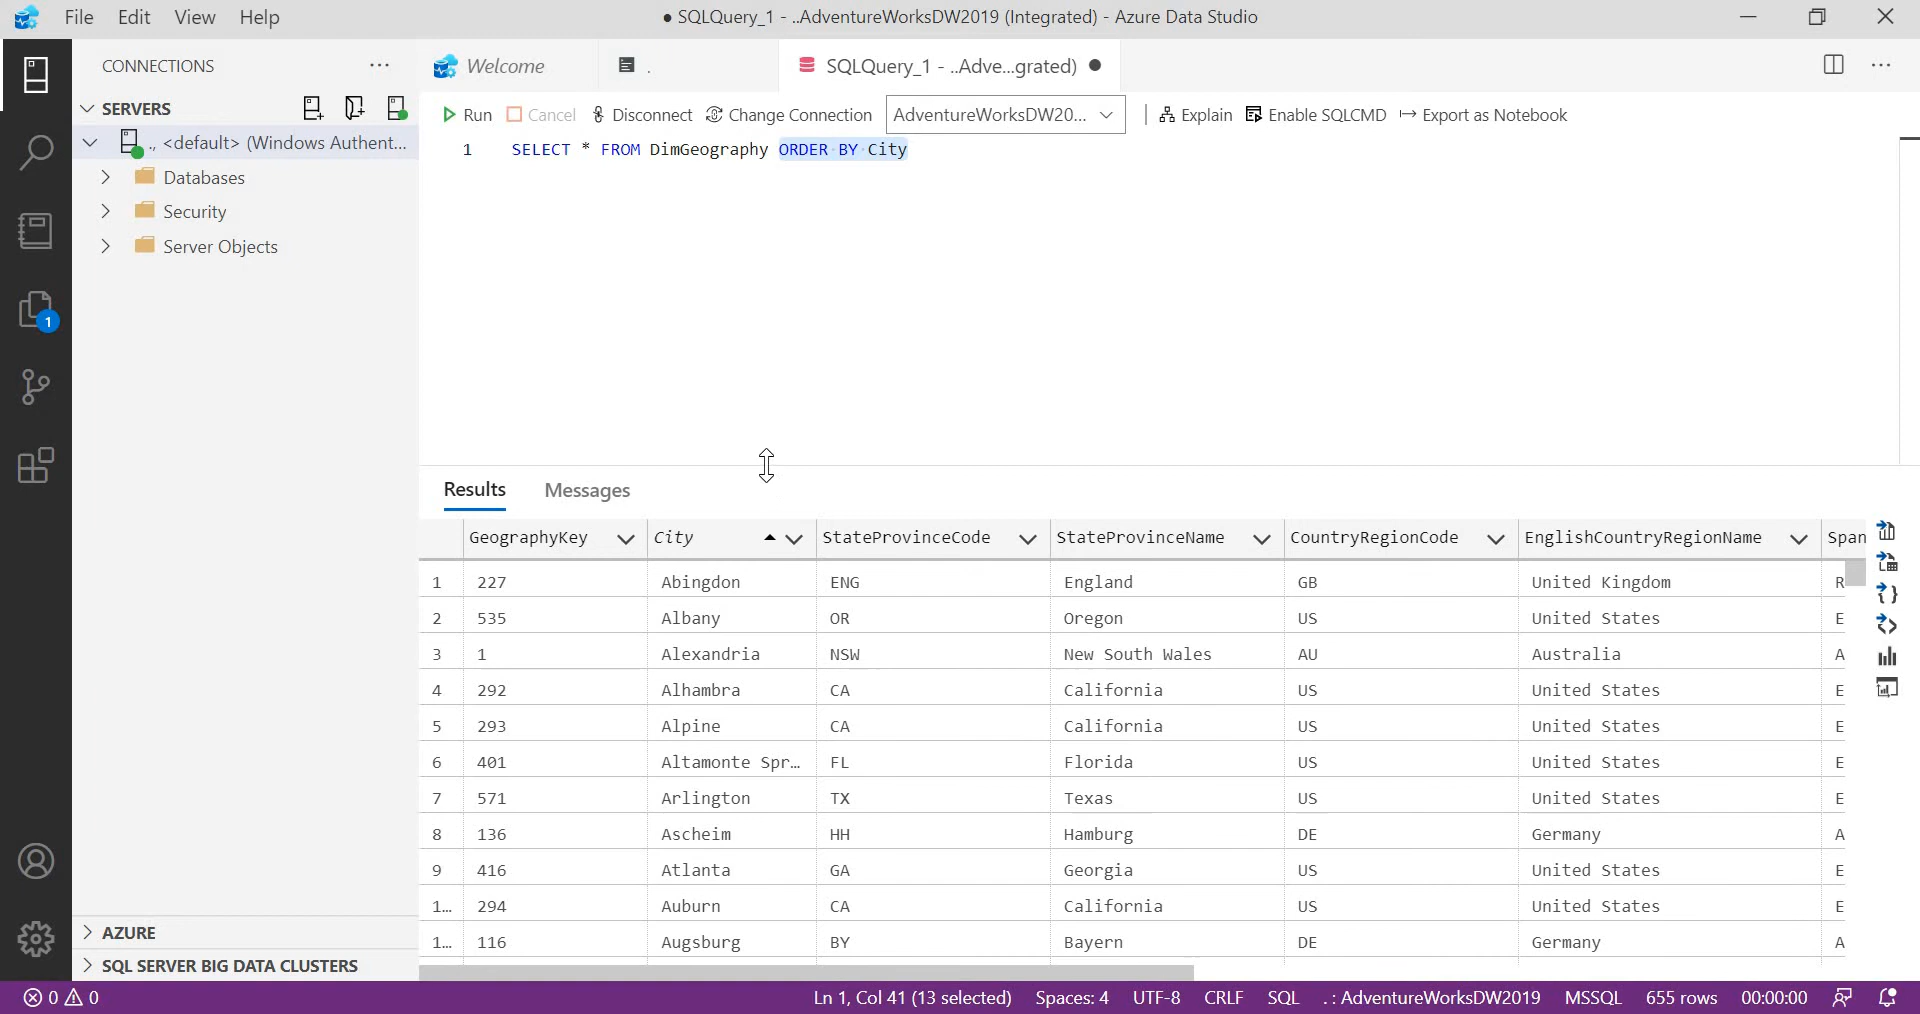 File Edit View Help
● SQLQuery_1 - ..AdventureWorksDW2019 (Integrated) - Azure Data Studio
CONNECTIONS
Welcome
.
SQLQuery_1 - ..Adve...grated) ●
SERVERS
Run Cancel Disconnect Change Connection AdventureWorksDW20... Explain Enable SQLCMD Export as Notebook
., <default> (Windows Authent...
1 SELECT * FROM DimGeography ORDER BY City
Databases
Security
Server Objects
1
Results Messages
GeographyKey City StateProvinceCode StateProvinceName CountryRegionCode EnglishCountryRegionName Span
1 227 Abingdon ENG England GB United Kingdom R
2 535 Albany OR Oregon US United States E
3 1 Alexandria NSW New South Wales AU Australia A
4 292 Alhambra CA California US United States E
5 293 Alpine CA California US United States E
6 401 Altamonte Spr... FL Florida US United States E
7 571 Arlington TX Texas US United States E
8 136 Ascheim HH Hamburg DE Germany A
9 416 Atlanta GA Georgia US United States E
1... 294 Auburn CA California US United States E
1... 116 Augsburg BY Bayern DE Germany A
AZURE
SQL SERVER BIG DATA CLUSTERS
0 0 Ln 1, Col 41 (13 selected) Spaces: 4 UTF-8 CRLF SQL . : AdventureWorksDW2019 MSSQL 655 rows 00:00:00